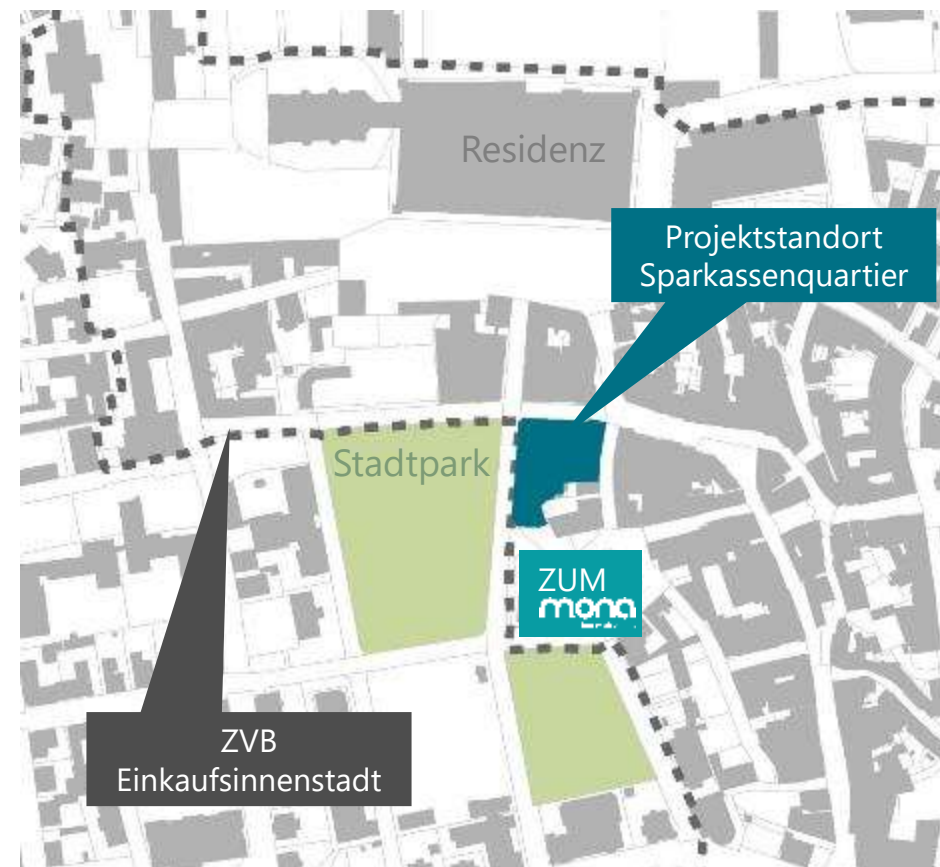 Residenz
Projektstandort
Sparkassenquartier
Stadtpark
ZUM
mona
ZVB
Einkaufsinnenstadt